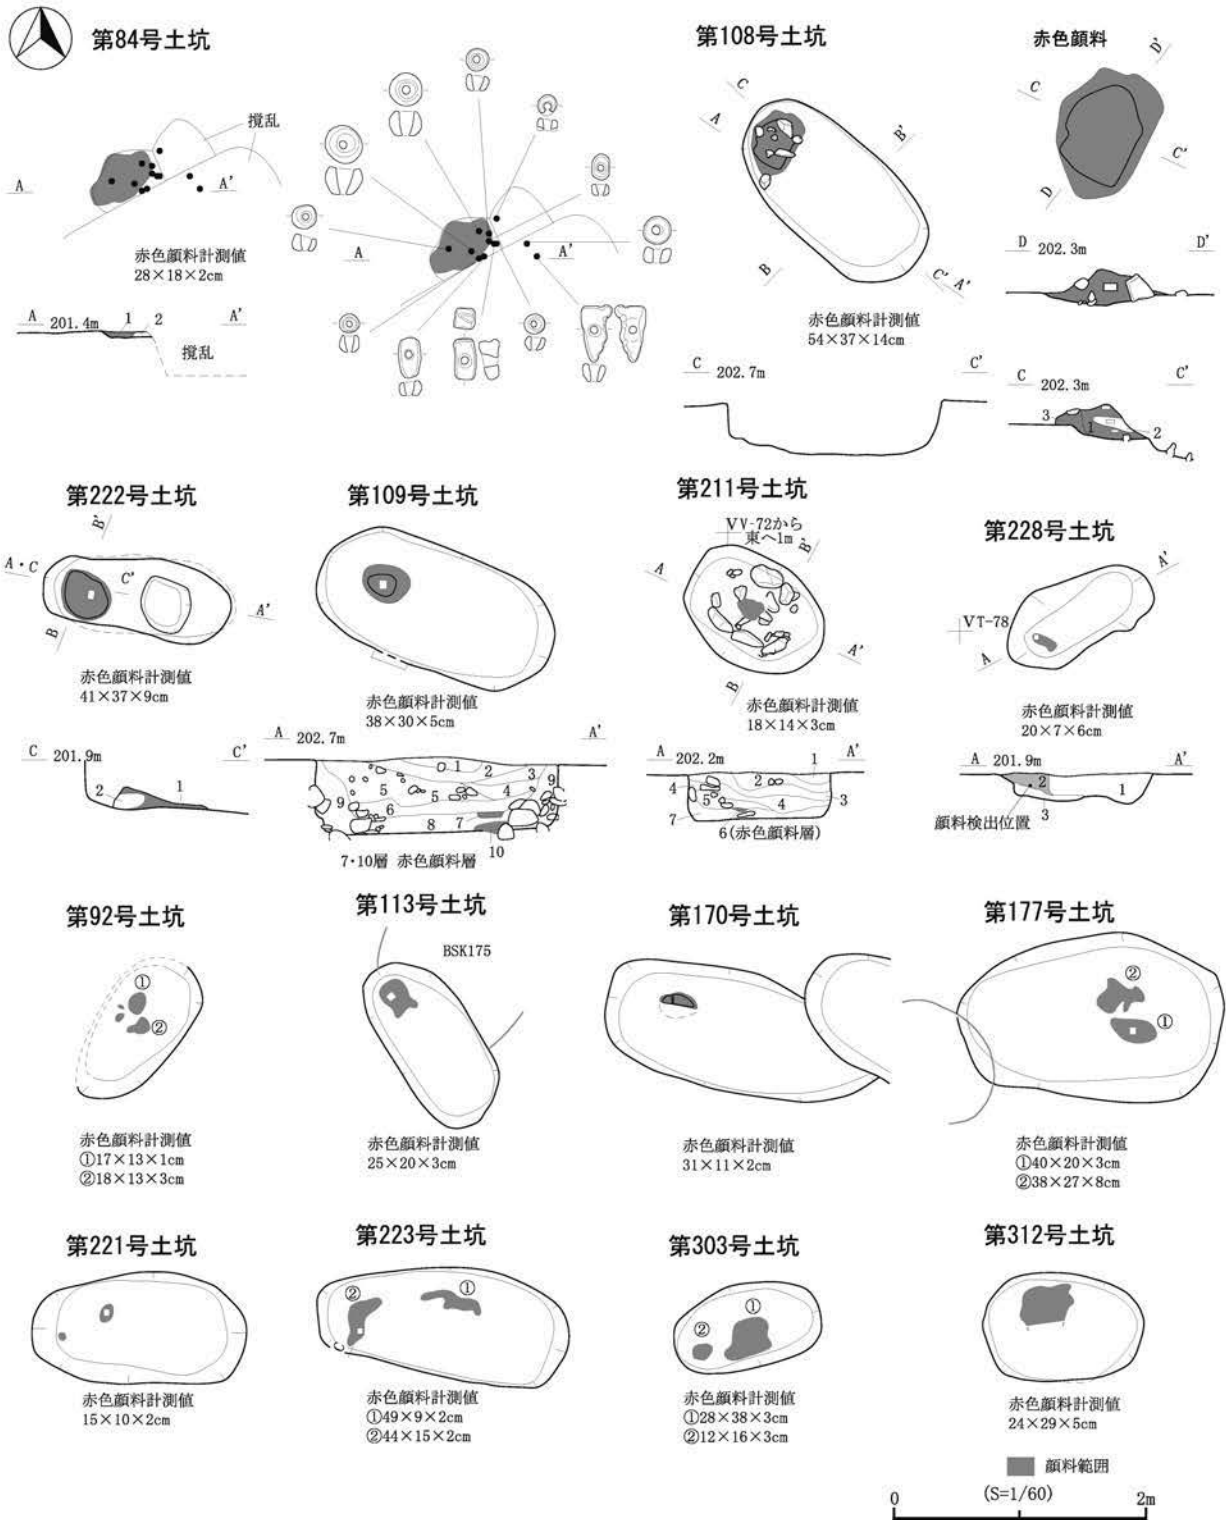 第84号土坑
撹乱
A
A'
赤色顔料計測値
28×18×2cm
A 201.4m 1 2 A'
撹乱
A
A'
第108号土坑
C
A
B'
B
C' A'
赤色顔料計測値
54×37×14cm
C 202.7m C'
赤色顔料
D'
C
C'
D
D 202.3m D'
C 202.3m C'
3
1
2
第222号土坑
B'
A・C
C'
A'
B
赤色顔料計測値
41×37×9cm
C 201.9m C'
2
1
第109号土坑
赤色顔料計測値
38×30×5cm
A 202.7m A'
1
2
3
9
5
5
4
9
6
7
8
10
7・10層 赤色顔料層
第211号土坑
VV-72から
東へ1m
B'
A
A'
B
赤色顔料計測値
18×14×3cm
A 202.2m 1 A'
4
2
5
4
3
7
6(赤色顔料層)
第228号土坑
A'
VT-78
A
赤色顔料計測値
20×7×6cm
A 201.9m A'
2
1
顔料検出位置
3
第92号土坑
①
②
赤色顔料計測値
①17×13×1cm
②18×13×3cm
第113号土坑
BSK175
赤色顔料計測値
25×20×3cm
第170号土坑
赤色顔料計測値
31×11×2cm
第177号土坑
②
①
赤色顔料計測値
①40×20×3cm
②38×27×8cm
第221号土坑
赤色顔料計測値
15×10×2cm
第223号土坑
②
①
赤色顔料計測値
①49×9×2cm
②44×15×2cm
第303号土坑
①
②
赤色顔料計測値
①28×38×3cm
②12×16×3cm
第312号土坑
赤色顔料計測値
24×29×5cm
顔料範囲
(S=1/60)
0
2m